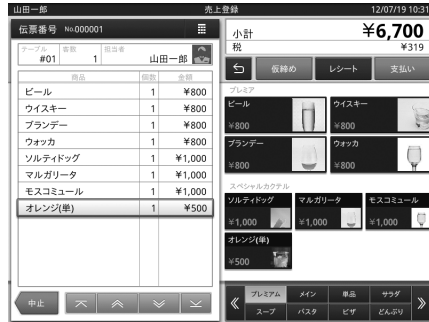 山田一郎 売上登録 12/07/19 10:31
伝票番号 No.000001
テーブル 客数 担当者
#01 1 山田一郎
商品 個数 金額
ビール 1 ¥800
ウイスキー 1 ¥800
ブランデー 1 ¥800
ウォッカ 1 ¥800
ソルティドッグ 1 ¥1,000
マルガリータ 1 ¥1,000
モスコミュール 1 ¥1,000
オレンジ(単) 1 ¥500
中止
小計 ¥6,700
税 ¥319
仮締め レシート 支払い
プレミア
ビール ウイスキー
¥800 ¥800
ブランデー ウォッカ
¥800 ¥800
スペシャルカクテル
ソルティドッグ マルガリータ モスコミュール
¥1,000 ¥1,000 ¥1,000
オレンジ(単)
¥500
プレミアム メイン 単品 サラダ
スープ パスタ ピザ どんぶり